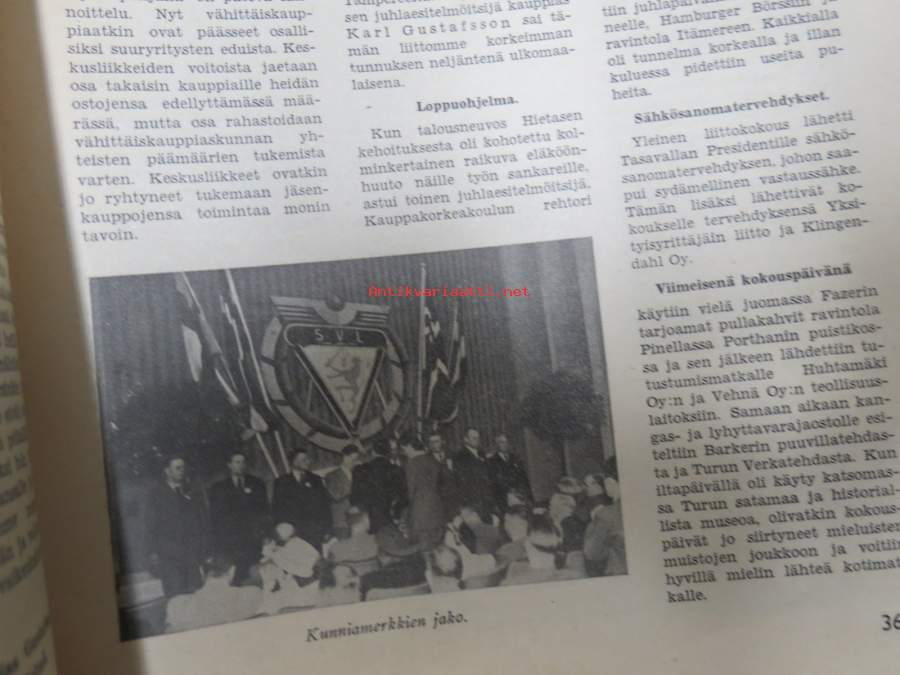 noittelu. Nyt vähittäiskaup-
piaatkin ovat päässeet osalli-
siksi suuryritysten eduista. Kes-
kusliikkeiden voitoista jaetaan
osa takaisin kauppiaille heidän
ostojensa edellyttämässä mää-
rässä, mutta osa rahastoidaan
vähittäiskauppiaskunnan yh-
teisten päämäärien tukemista
varten. Keskusliikkeet ovatkin
jo ryhtyneet tukemaan jäsen-
kauppojensa toimintaa monin
tavoin.
sen juhlaesitelmöitsijä kauppias
Karl Gustafsson sai tä-
män liittomme korkeimman
tunnuksen neljäntenä ulkomaa-
laisena.
Loppuohjelma.
Kun talousneuvos Hietasen
kehoituksesta oli kohotettu kol-
minkertainen raikuva eläköön-
huuto näille työn sankareille,
astui toinen juhlaesitelmöitsijä,
Kauppakorkeakoulun rehtori
tiin juhlapäivä
neelle, Hamburger Börssiin ja
ravintola Itämereen. Kaikkialla
oli tunnelma korkealla ja illan
kuluessa pidettiin useita pu-
heita.
Sähkösanomatervehdykset.
Yleinen liittokokous lähetti
Tasavallan Presidentille sähkö-
sanomatervehdyksen, johon saa-
pui sydämellinen vastaussähke.
Tämän lisäksi lähettivät ko-
koukselle tervehdyksensä Yksi-
tyisyrittäjäin liitto ja Klingen-
dahl Oy.
Viimeisenä kokouspäivänä
käytiin vielä juomassa Fazerin
tarjoamat pullakahvit ravintola
Pinellassa Porthanin puistikos-
sa ja sen jälkeen lähdettiin tu-
tustumismatkalle Huhtamäki
Oy:n ja Vehnä Oy:n teollisuus-
laitoksiin. Samaan aikaan kan-
gas- ja lyhyttavarajaostolle esi-
teltiin Barkerin puuvillatehdas-
ta ja Turun Verkatehdasta. Kun
iltapäivällä oli käyty katsomas-
sa Turun satamaa ja historial-
lista museoa, olivatkin kokous-
päivät jo siirtyneet mieluisten
muistojen joukkoon ja voitiin
hyvillä mielin lähteä kotimat
kalle.
Antikvariaatti.net
S.V.L
Kunniamerkkien jako.
36